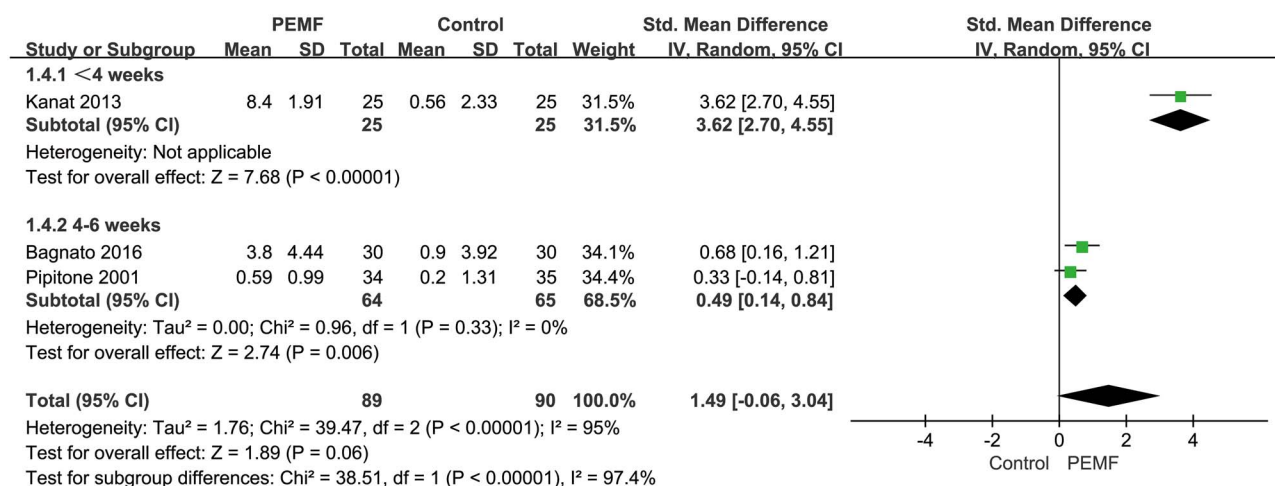 PEMF Control Std. Mean Difference Std. Mean Difference
Study or Subgroup Mean SD Total Mean SD Total Weight IV, Random, 95% CI IV, Random, 95% CI
1.4.1 <4 weeks
Kanat 2013 8.4 1.91 25 0.56 2.33 25 31.5% 3.62 [2.70, 4.55]
Subtotal (95% CI) 25 25 31.5% 3.62 [2.70, 4.55]
Heterogeneity: Not applicable
Test for overall effect: Z = 7.68 (P < 0.00001)
1.4.2 4-6 weeks
Bagnato 2016 3.8 4.44 30 0.9 3.92 30 34.1% 0.68 [0.16, 1.21]
Pipitone 2001 0.59 0.99 34 0.2 1.31 35 34.4% 0.33 [-0.14, 0.81]
Subtotal (95% CI) 64 65 68.5% 0.49 [0.14, 0.84]
Heterogeneity: Tau² = 0.00; Chi² = 0.96, df = 1 (P = 0.33); I² = 0%
Test for overall effect: Z = 2.74 (P = 0.006)
Total (95% CI) 89 90 100.0% 1.49 [-0.06, 3.04]
Heterogeneity: Tau² = 1.76; Chi² = 39.47, df = 2 (P < 0.00001); I² = 95%
Test for overall effect: Z = 1.89 (P = 0.06)
Test for subgroup differences: Chi² = 38.51, df = 1 (P < 0.00001), I² = 97.4%
-4 -2 0 2 4
Control PEMF